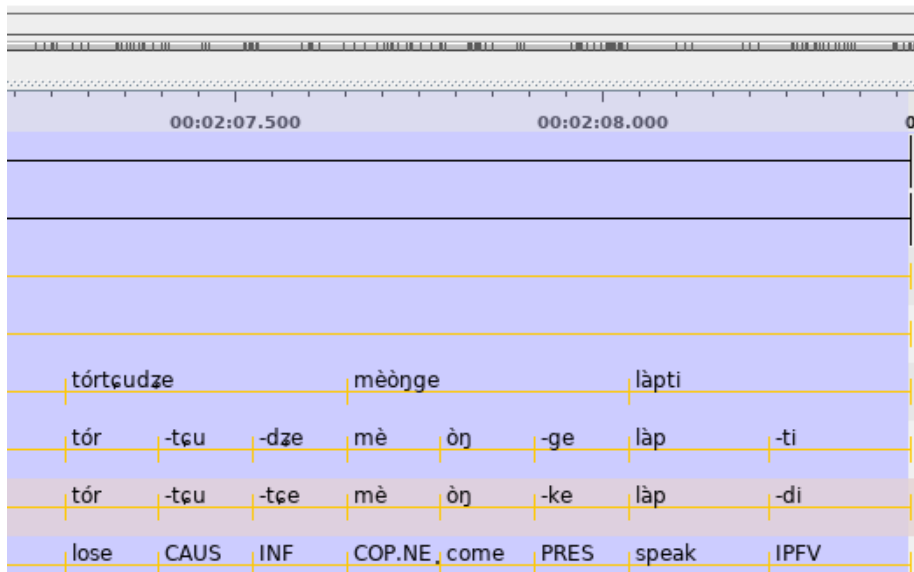 00:02:07.500 00:02:08.000
tórtɕudʑe mèòŋge làpti
tór -tɕu -dʑe mè òŋ -ge làp -ti
tór -tɕu -tɕe mè òŋ -ke làp -di
lose CAUS INF COP.NE. come PRES speak IPFV